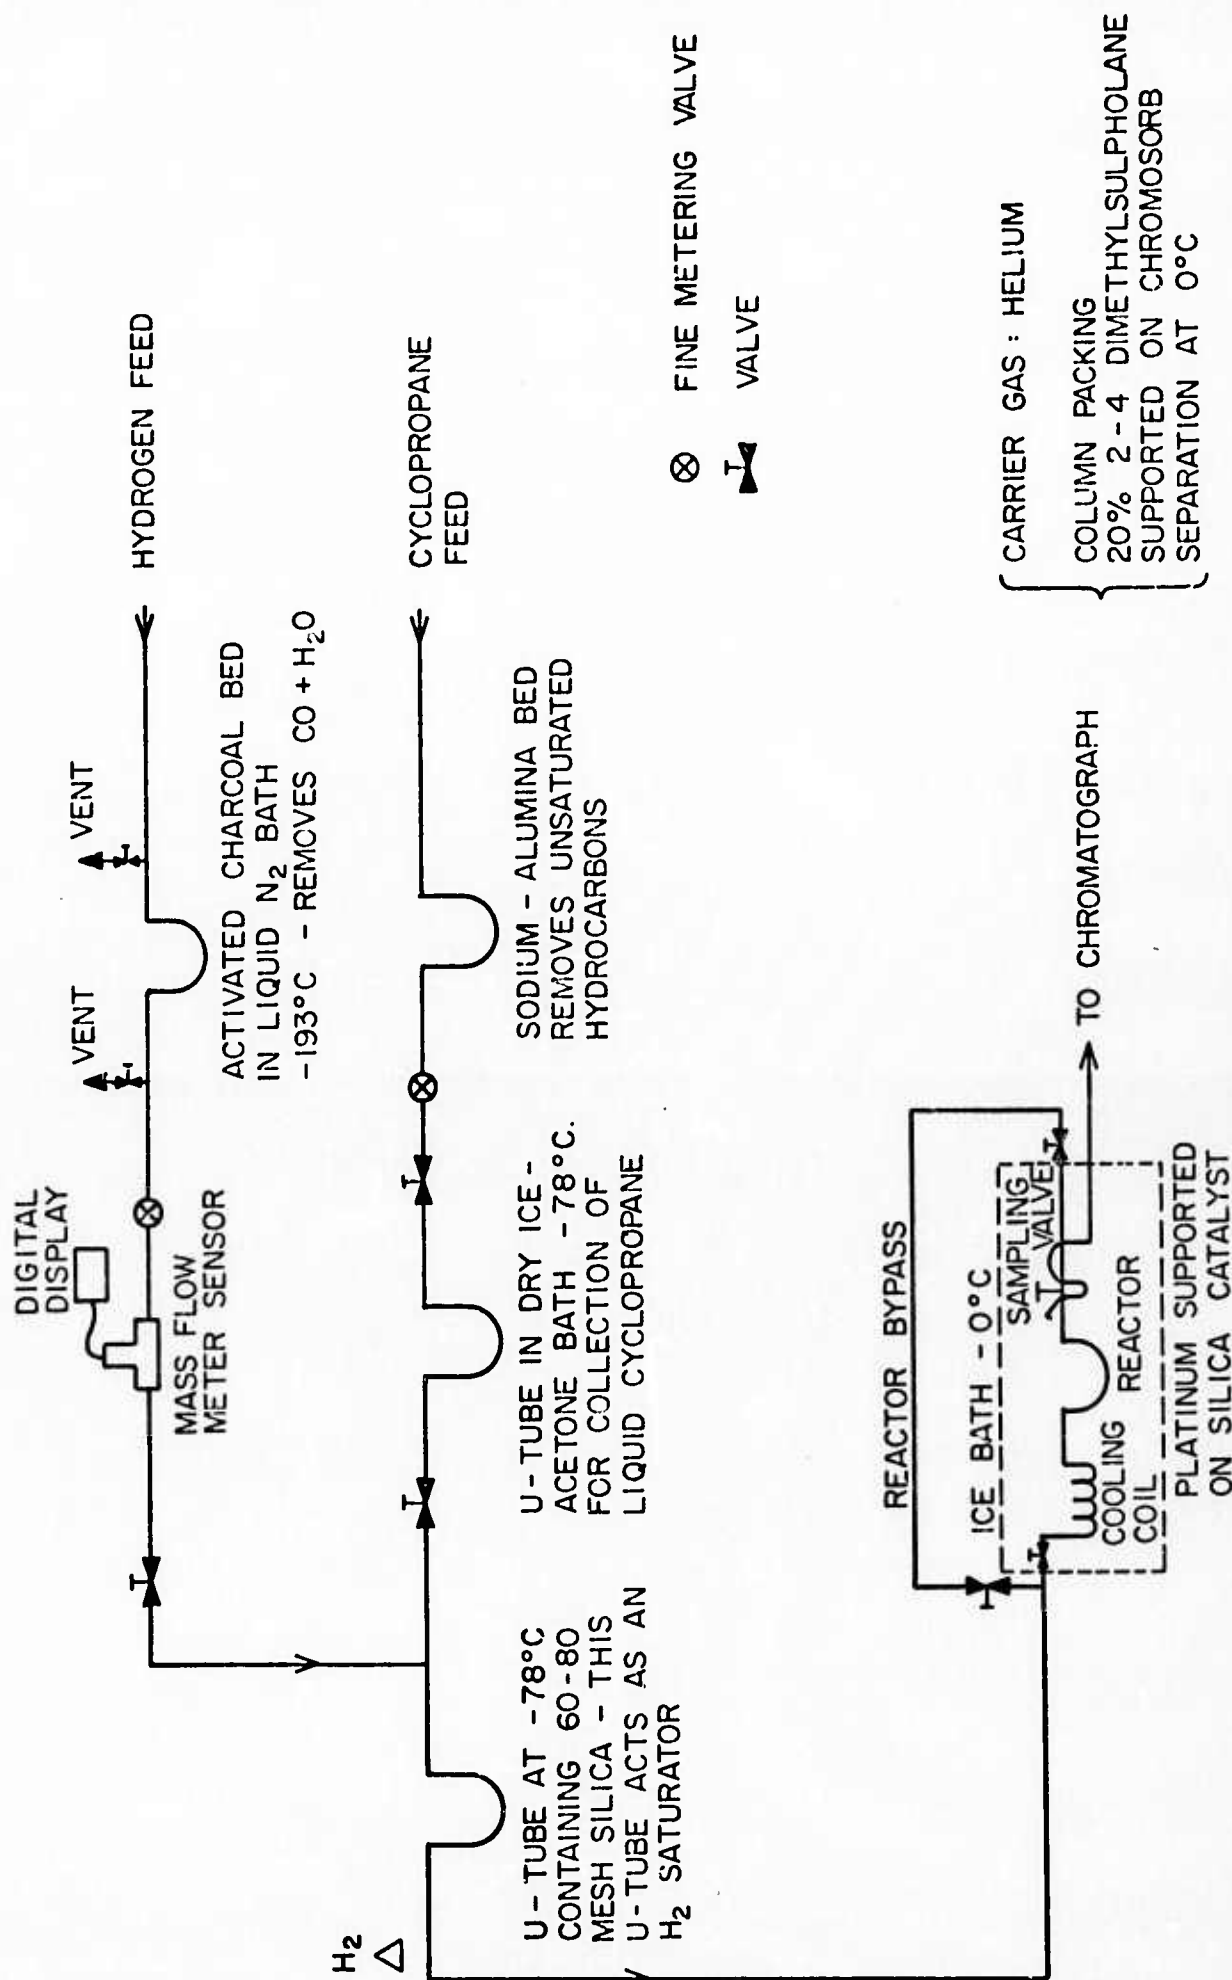 HYDROGEN FEED
VENT
VENT
ACTIVATED CHARCOAL BED
IN LIQUID N₂ BATH
-193°C - REMOVES CO + H₂O
DIGITAL
DISPLAY
MASS FLOW
METER SENSOR
CYCLOPROPANE
FEED
SODIUM - ALUMINA BED
REMOVES UNSATURATED
HYDROCARBONS
U-TUBE IN DRY ICE-
ACETONE BATH -78°C.
FOR COLLECTION OF
LIQUID CYCLOPROPANE
U-TUBE AT -78°C
CONTAINING 60-80
MESH SILICA - THIS
U-TUBE ACTS AS AN
H₂ SATURATOR
H₂
FINE METERING VALVE
VALVE
REACTOR BYPASS
ICE BATH - 0°C
SAMPLING
VALVE
COOLING
COIL
REACTOR
PLATINUM SUPPORTED
ON SILICA CATALYST
TO CHROMATOGRAPH
CARRIER GAS : HELIUM
COLUMN PACKING
20% 2-4 DIMETHYLSULPHOLANE
SUPPORTED ON CHROMOSORB
SEPARATION AT 0°C